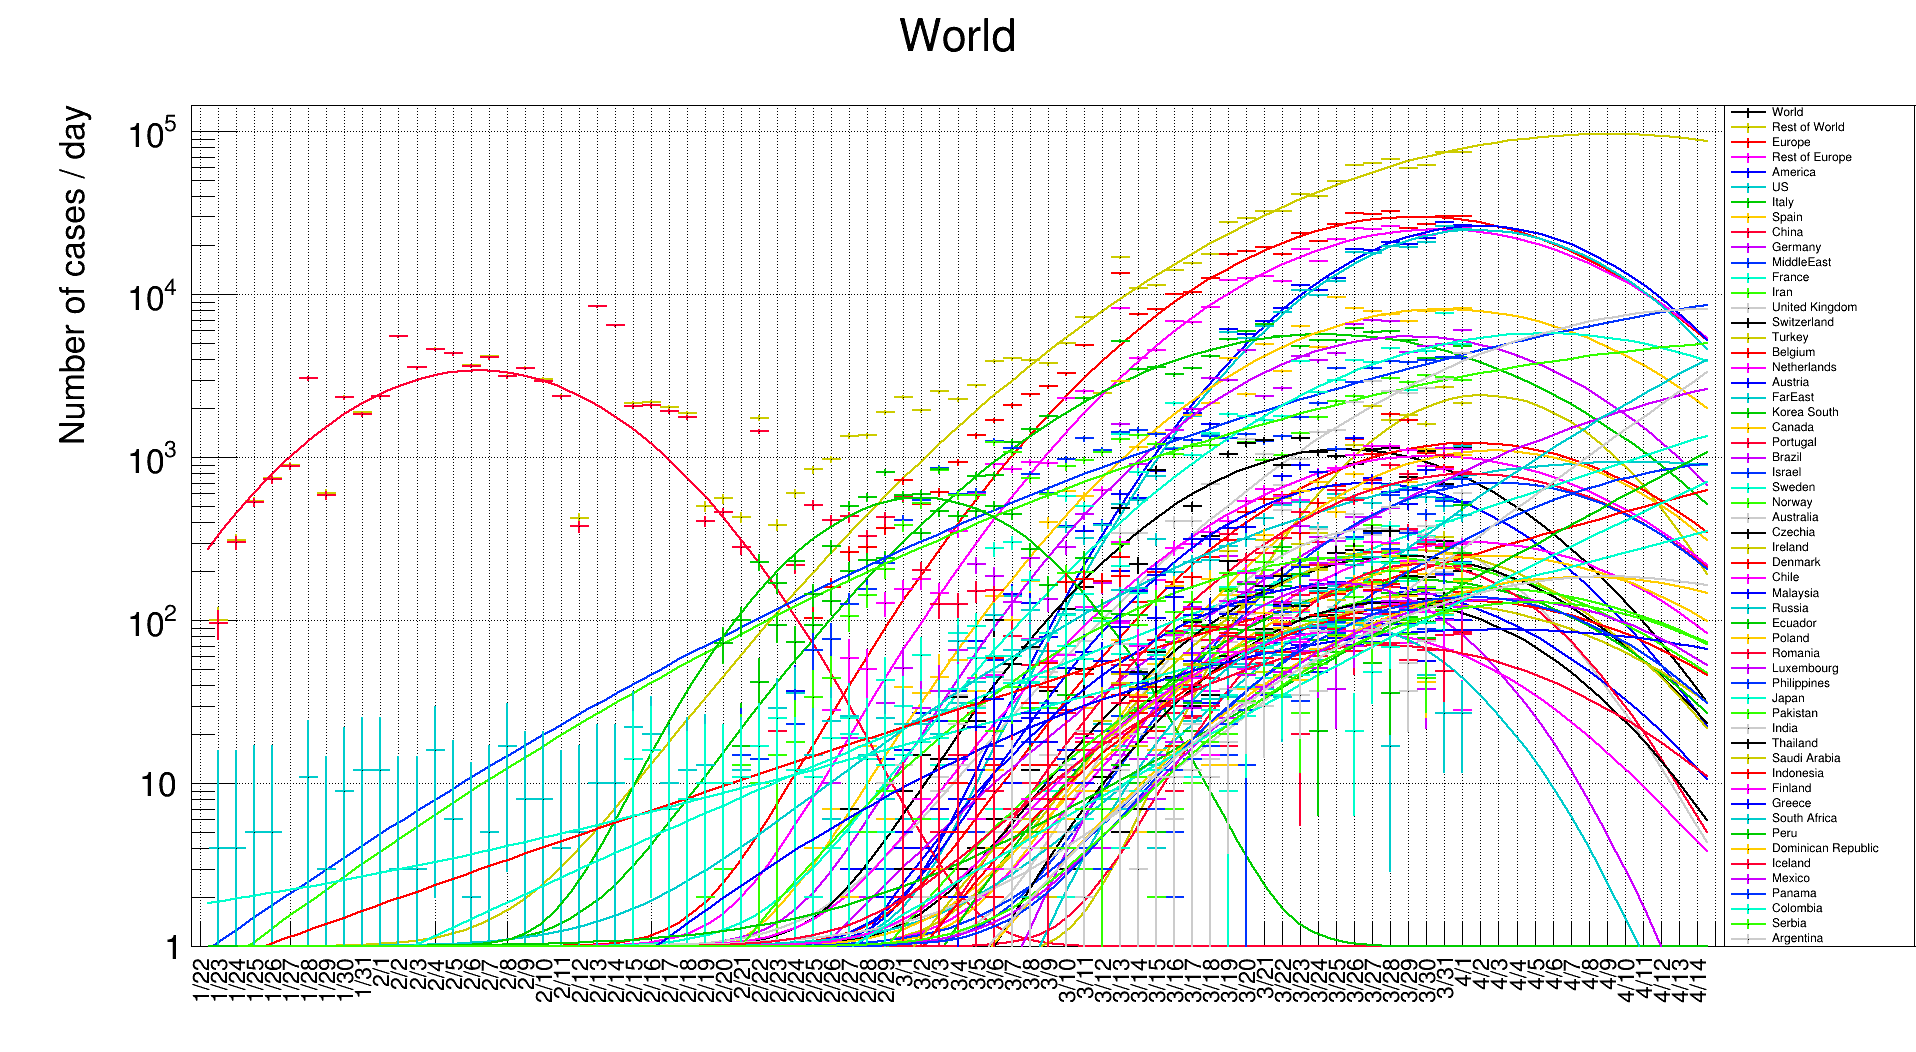 World
Number of cases / day
10⁵
10⁴
10³
10²
10
1
1/22
1/23
1/24
1/25
1/26
1/27
1/28
1/29
1/30
1/31
2/1
2/2
2/3
2/4
2/5
2/6
2/7
2/8
2/9
2/10
2/11
2/12
2/13
2/14
2/15
2/16
2/17
2/18
2/19
2/20
2/21
2/22
2/23
2/24
2/25
2/26
2/27
2/28
2/29
3/1
3/2
3/3
3/4
3/5
3/6
3/7
3/8
3/9
3/10
3/11
3/12
3/13
3/14
3/15
3/16
3/17
3/18
3/19
3/20
3/21
3/22
3/23
3/24
3/25
3/26
3/27
3/28
3/29
3/30
3/31
4/1
4/2
4/3
4/4
4/5
4/6
4/7
4/8
4/9
4/10
4/11
4/12
4/13
4/14
World
Rest of World
Europe
Rest of Europe
America
US
Italy
Spain
China
Germany
MiddleEast
France
Iran
United Kingdom
Switzerland
Turkey
Belgium
Netherlands
Austria
FarEast
Korea South
Canada
Portugal
Brazil
Israel
Sweden
Norway
Australia
Czechia
Ireland
Denmark
Chile
Malaysia
Russia
Ecuador
Poland
Romania
Luxembourg
Philippines
Japan
Pakistan
India
Thailand
Saudi Arabia
Indonesia
Finland
Greece
South Africa
Peru
Dominican Republic
Iceland
Mexico
Panama
Colombia
Serbia
Argentina